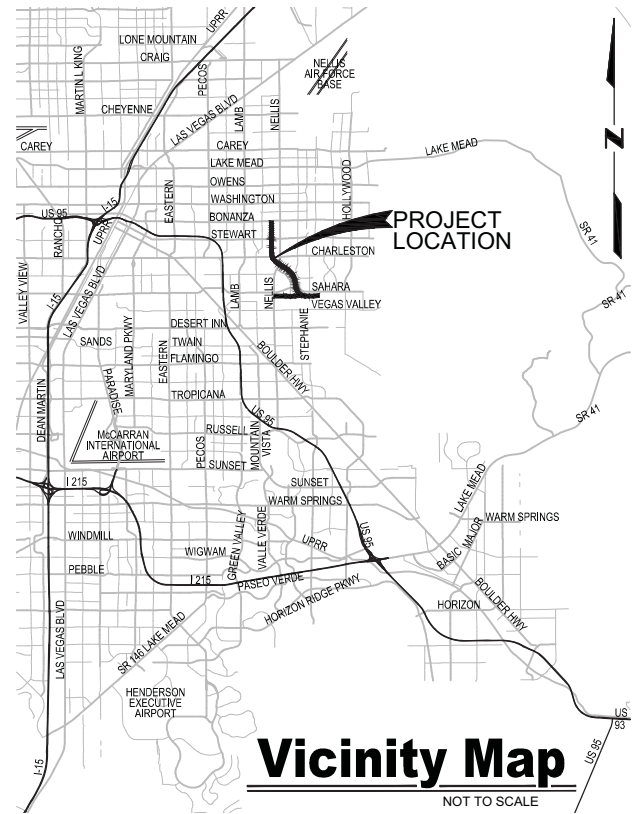 UPRR
LONE MOUNTAIN
CRAIG
MARTIN L KING
PECOS
NELLIS
AIR FORCE
BASE
CHEYENNE
LAS VEGAS BLVD
LAMB
NELLIS
CAREY
CAREY
LAKE MEAD
LAKE MEAD
OWENS
HOLLYWOOD
EASTERN
WASHINGTON
I-15
US 95
BONANZA
RANCHO
UPRR
STEWART
PROJECT
LOCATION
CHARLESTON
SR 41
VALLEY VIEW
I-15
LAS VEGAS BLVD
LAMB
NELLIS
SAHARA
VEGAS VALLEY
SR 41
STEPHANIE
DESERT INN
SANDS
MARYLAND PKWY
EASTERN
TWAIN
FLAMINGO
BOULDER HWY
PARADISE
TROPICANA
DEAN MARTIN
US 95
SR 41
McCARRAN
INTERNATIONAL
AIRPORT
PECOS
RUSSELL
MOUNTAIN
VISTA
SUNSET
I 215
SUNSET
LAKE MEAD
WARM SPRINGS
WARM SPRINGS
WINDMILL
GREEN VALLEY
VALLE VERDE
UPRR
US 95
BASIC
MAJOR
WIGWAM
PEBBLE
I 215
PASEO VERDE
HORIZON RIDGE PKWY
BOULDER HWY
HORIZON
LAS VEGAS BLVD
SR 146 LAKE MEAD
HENDERSON
EXECUTIVE
AIRPORT
US
93
US 95
I-15
Vicinity Map
NOT TO SCALE
N